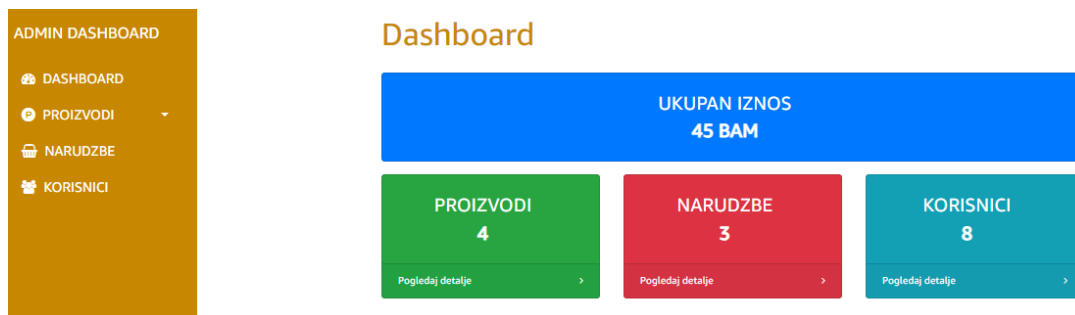 ADMIN DASHBOARD
DASHBOARD
PROIZVODI
NARUDZBE
KORISNICI
Dashboard
UKUPAN IZNOS
45 BAM
PROIZVODI
4
Pogledaj detalje
NARUDZBE
3
Pogledaj detalje
KORISNICI
8
Pogledaj detalje